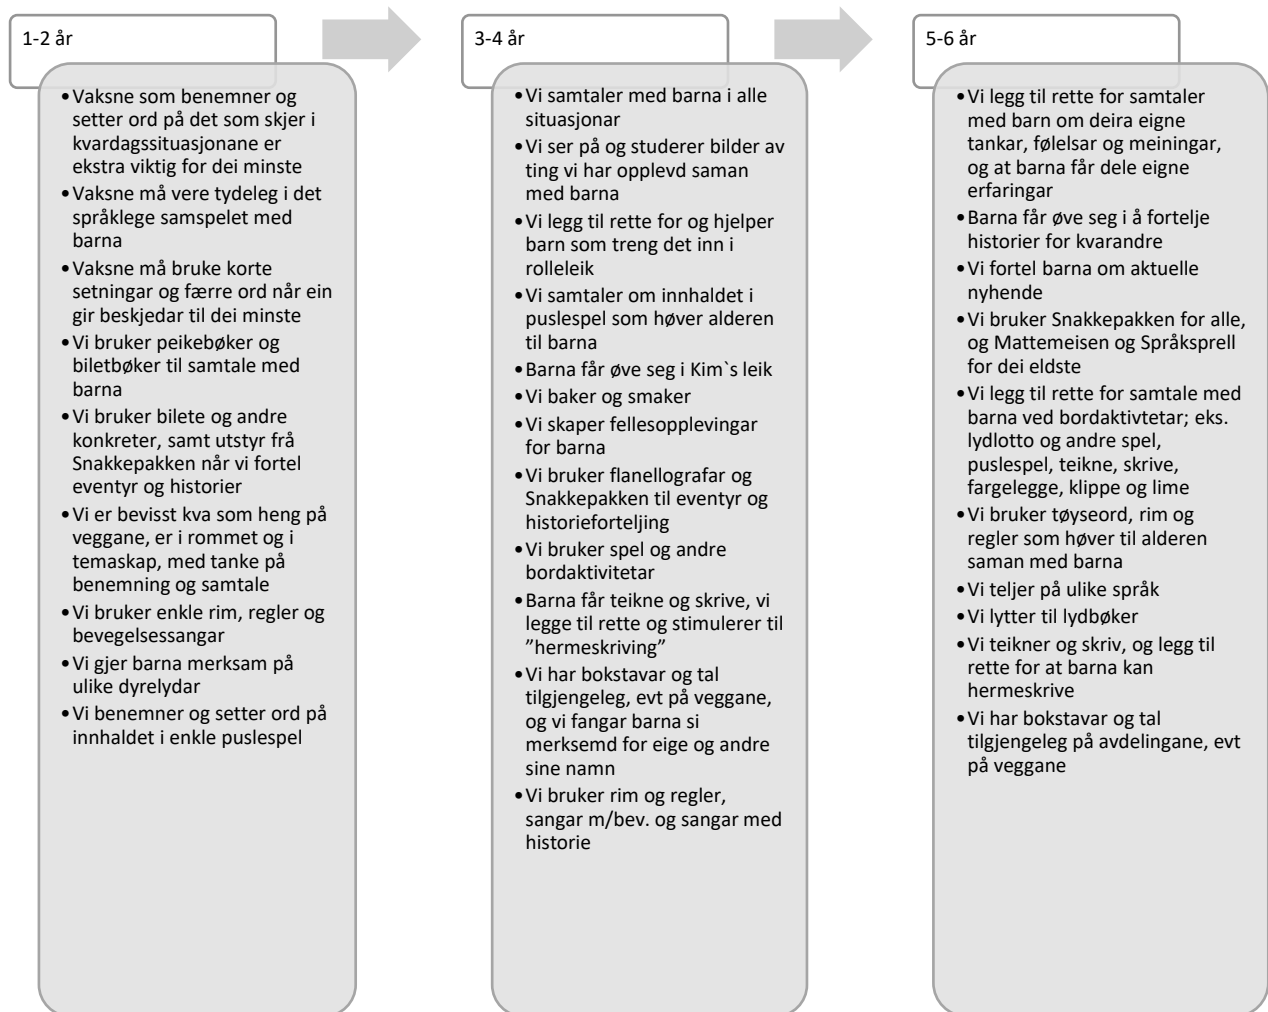 1-2 år
•Vaksne som benemner og
setter ord på det som skjer i
kvardagssituasjonane er
ekstra viktig for dei minste
•Vaksne må vere tydeleg i det
språklege samspelet med
barna
•Vaksne må bruke korte
setningar og færre ord når ein
gir beskjedar til dei minste
•Vi bruker peikebøker og
biletbøker til samtale med
barna
•Vi bruker bilete og andre
konkreter, samt utstyr frå
Snakkepakken når vi fortel
eventyr og historier
•Vi er bevisst kva som heng på
veggane, er i rommet og i
temaskap, med tanke på
benemning og samtale
•Vi bruker enkle rim, regler og
bevegelsessangar
•Vi gjer barna merksam på
ulike dyrelydar
•Vi benemner og setter ord på
innhaldet i enkle puslespel
3-4 år
•Vi samtaler med barna i alle
situasjonar
•Vi ser på og studerer bilder av
ting vi har opplevd saman
med barna
•Vi legg til rette for og hjelper
barn som treng det inn i
rolleleik
•Vi samtaler om innhaldet i
puslespel som høver alderen
til barna
•Barna får øve seg i Kim`s leik
•Vi baker og smaker
•Vi skaper fellesopplevingar
for barna
•Vi bruker flanellografar og
Snakkepakken til eventyr og
historieforteljing
•Vi bruker spel og andre
bordaktivitetar
•Barna får teikne og skrive, vi
legge til rette og stimulerer til
”hermeskriving”
•Vi har bokstavar og tal
tilgjengeleg, evt på veggane,
og vi fangar barna si
merksemd for eige og andre
sine namn
•Vi bruker rim og regler,
sangar m/bev. og sangar med
historie
5-6 år
•Vi legg til rette for samtaler
med barn om deira eigne
tankar, følelsar og meiningar,
og at barna får dele eigne
erfaringar
•Barna får øve seg i å fortelje
historier for kvarandre
•Vi fortel barna om aktuelle
nyhende
•Vi bruker Snakkepakken for alle,
og Mattemeisen og Språksprell
for dei eldste
•Vi legg til rette for samtale med
barna ved bordaktivtetar; eks.
lydlotto og andre spel,
puslespel, teikne, skrive,
fargelegge, klippe og lime
•Vi bruker tøyseord, rim og
regler som høver til alderen
saman med barna
•Vi teljer på ulike språk
•Vi lytter til lydbøker
•Vi teikner og skriv, og legg til
rette for at barna kan
hermeskrive
•Vi har bokstavar og tal
tilgjengeleg på avdelingane, evt
på veggane